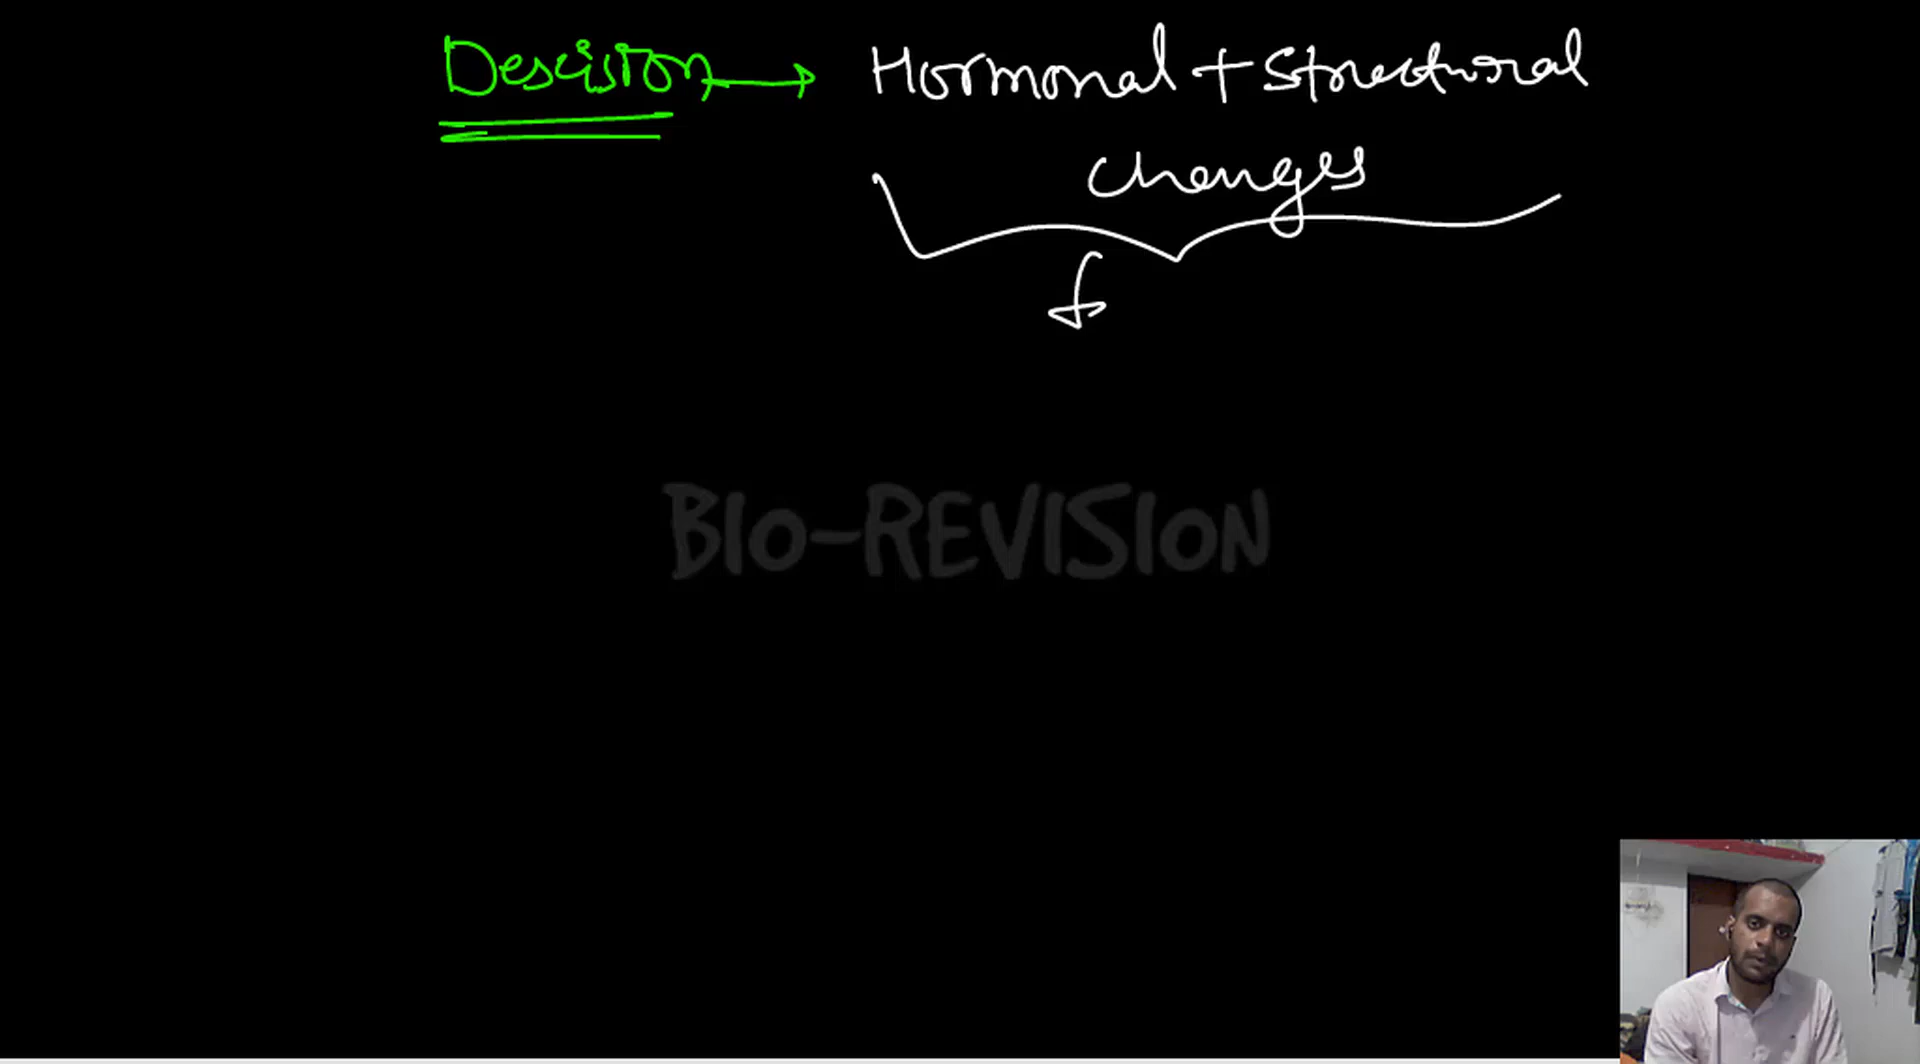 Descision → Hormonal + Structural
changes
BIO-REVISION